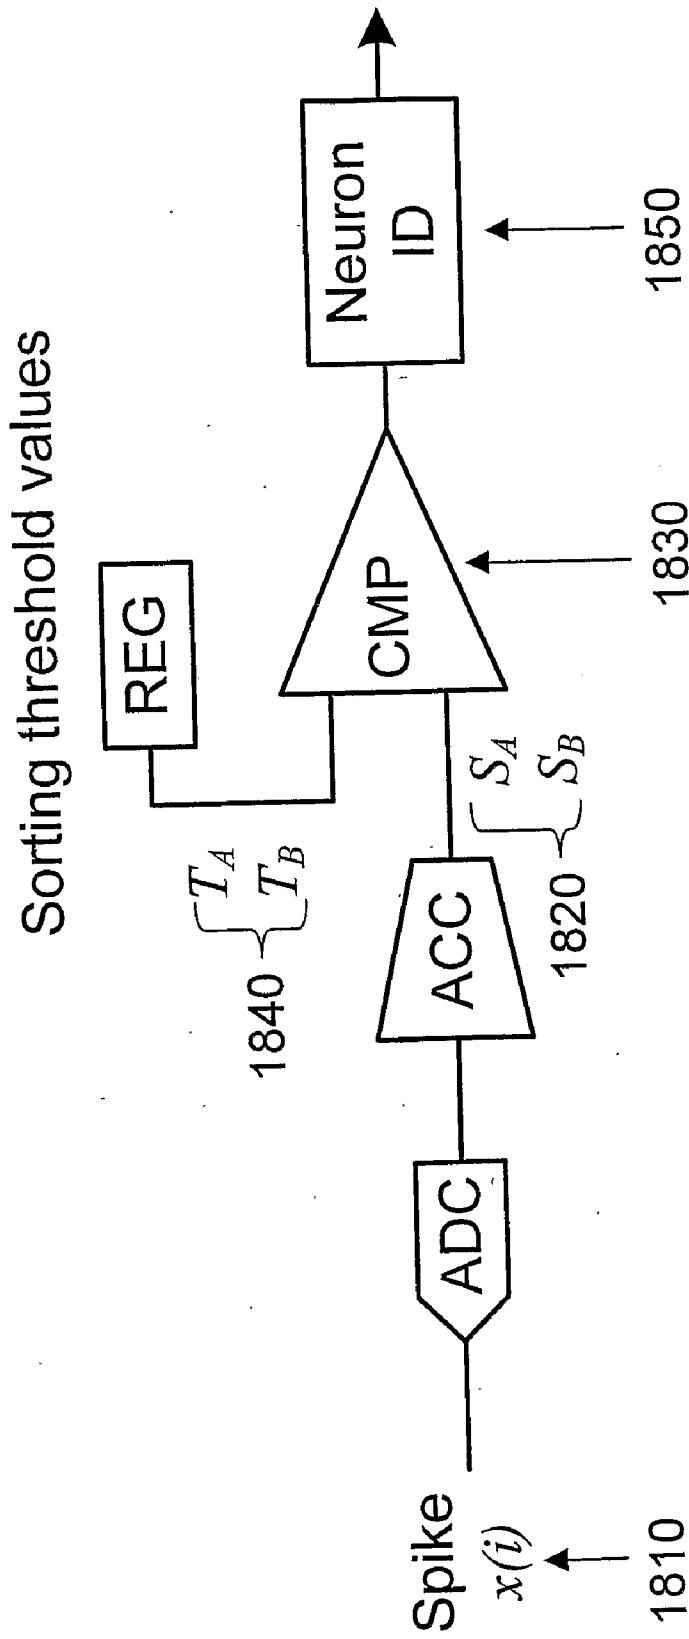 Sorting threshold values
REG
1840
T_A
T_B
Spike
x(i)
ADC
ACC
CMP
Neuron
ID
1820
S_A
S_B
1810
1830
1850